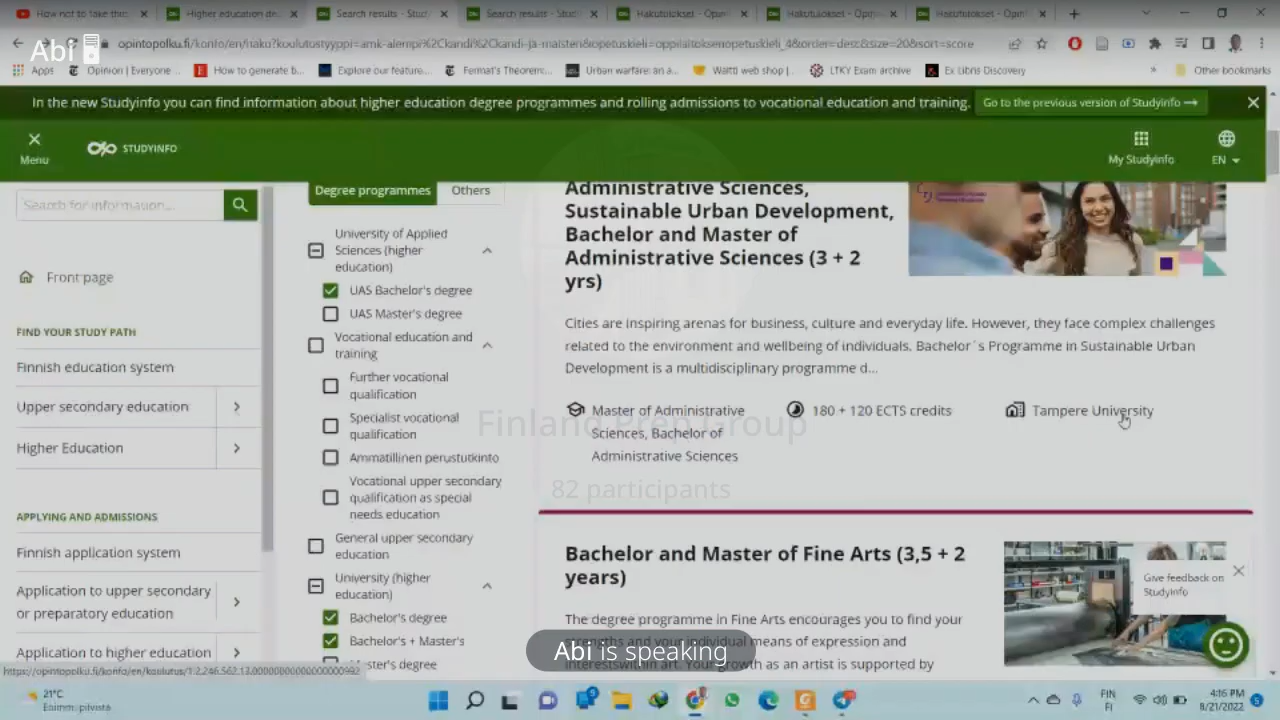 How not to take thi
Higher education de
Search results - Stud
Search results - Stud
Hakutulokset - Opin
Hakutulokset - Opin
Hakutulokset - Opin
Abi
opintopolku.fi/konfo/en/haku?koulutustyyppi=amk-alempi%2Ckandi%2Ckandi-ja-maisteri&opetuskieli=oppilaitoksenopetuskieli_4&order=desc&size=20&sort=score
Apps
Opinion | Everyone ...
How to generate b...
Explore our feature...
Fermat's Theorem:...
Urban warfare: an a...
Waltti web shop |...
LTKY Exam archive
Ex Libris Discovery
Other bookmarks
In the new Studyinfo you can find information about higher education degree programmes and rolling admissions to vocational education and training.
Go to the previous version of Studyinfo
Menu
STUDYINFO
My Studyinfo
EN
Search for information...
Front page
FIND YOUR STUDY PATH
Finnish education system
Upper secondary education
Higher Education
APPLYING AND ADMISSIONS
Finnish application system
Application to upper secondary
or preparatory education
Application to higher education
Degree programmes
Others
University of Applied
Sciences (higher
education)
UAS Bachelor's degree
UAS Master's degree
Vocational education and
training
Further vocational
qualification
Specialist vocational
qualification
Ammatillinen perustutkinto
Vocational upper secondary
qualification as special
needs education
General upper secondary
education
University (higher
education)
Bachelor's degree
Bachelor's + Master's
Master's degree
Administrative Sciences,
Sustainable Urban Development,
Bachelor and Master of
Administrative Sciences (3 + 2
yrs)
Cities are inspiring arenas for business, culture and everyday life. However, they face complex challenges
related to the environment and wellbeing of individuals. Bachelor`s Programme in Sustainable Urban
Development is a multidisciplinary programme d...
Master of Administrative
Sciences, Bachelor of
Administrative Sciences
180 + 120 ECTS credits
Tampere University
Finland Prep Group
82 participants
Bachelor and Master of Fine Arts (3,5 + 2
years)
The degree programme in Fine Arts encourages you to find your
strengths and your individual means of expression and
interests within art. Your growth as an artist is supported by
Give feedback on
Studyinfo
Abi is speaking
21°C
Enimm. pilvistä
FIN
FI
4:16 PM
8/21/2022